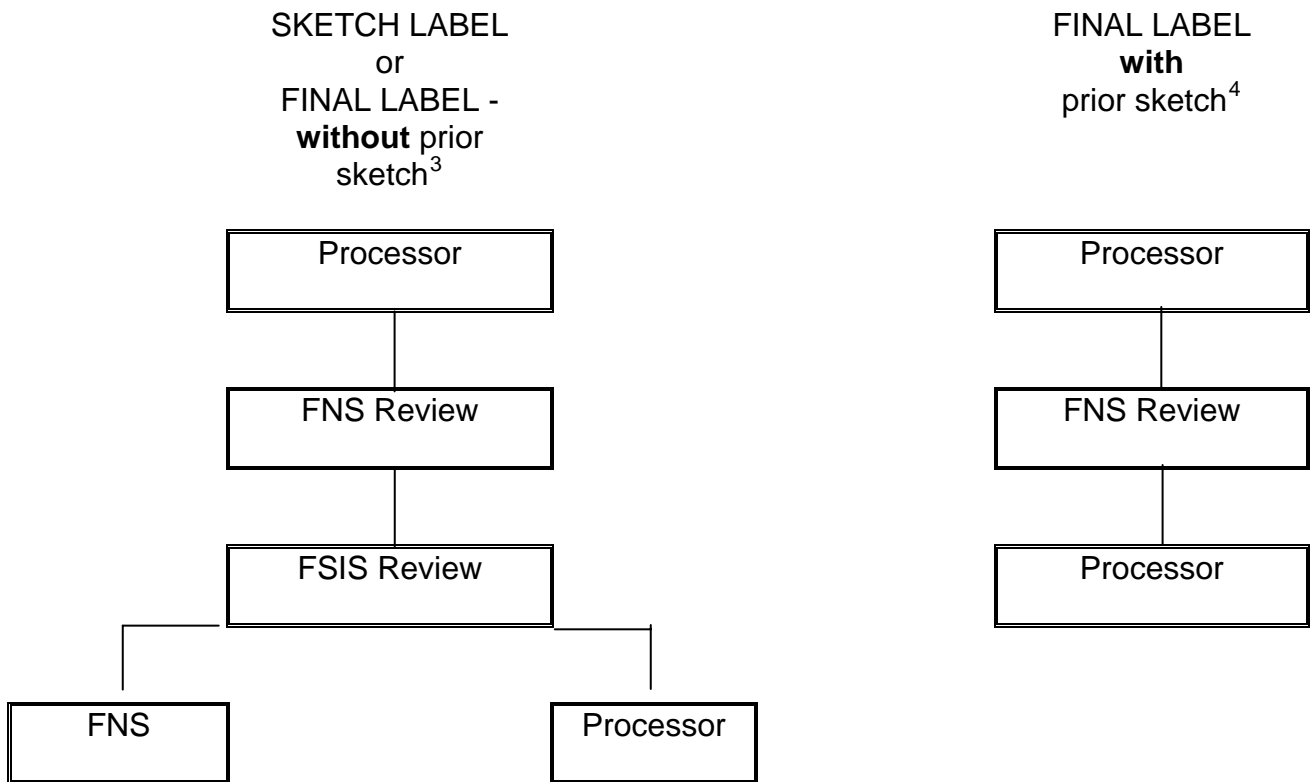 SKETCH LABEL
or
FINAL LABEL -
without prior
sketch³
Processor
FNS Review
FSIS Review
FNS
Processor
FINAL LABEL
with
prior sketch⁴
Processor
FNS Review
Processor